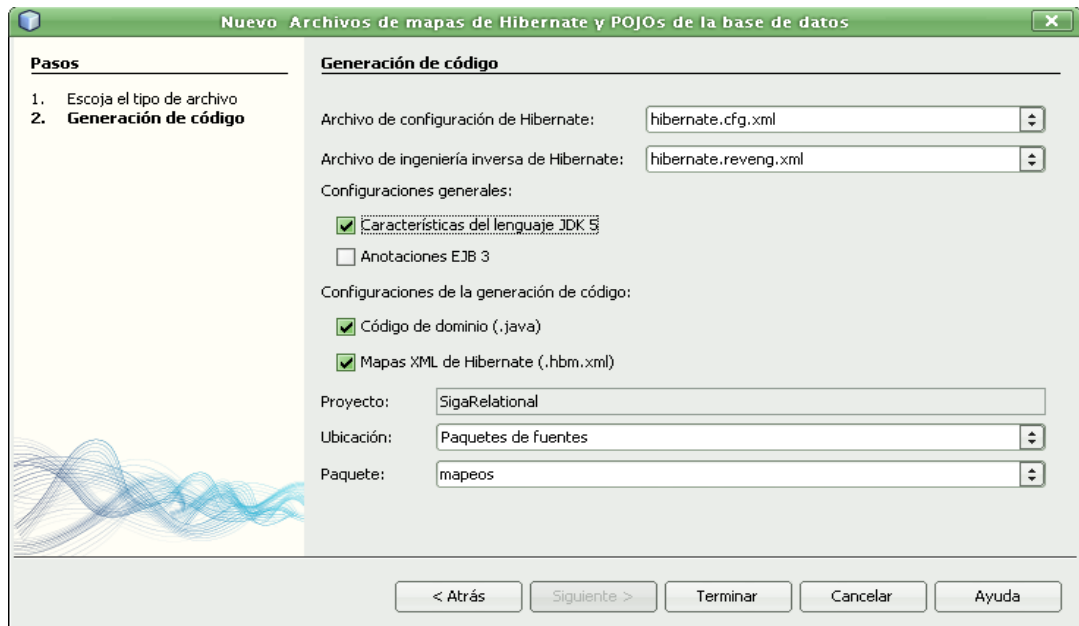 Nuevo Archivos de mapas de Hibernate y POJOs de la base de datos
Pasos
1. Escoja el tipo de archivo
2. Generación de código
Generación de código
Archivo de configuración de Hibernate: hibernate.cfg.xml
Archivo de ingeniería inversa de Hibernate: hibernate.reveng.xml
Configuraciones generales:
Características del lenguaje JDK 5
Anotaciones EJB 3
Configuraciones de la generación de código:
Código de dominio (.java)
Mapas XML de Hibernate (.hbm.xml)
Proyecto: SigaRelational
Ubicación: Paquetes de fuentes
Paquete: mapeos
< Atrás Siguiente > Terminar Cancelar Ayuda